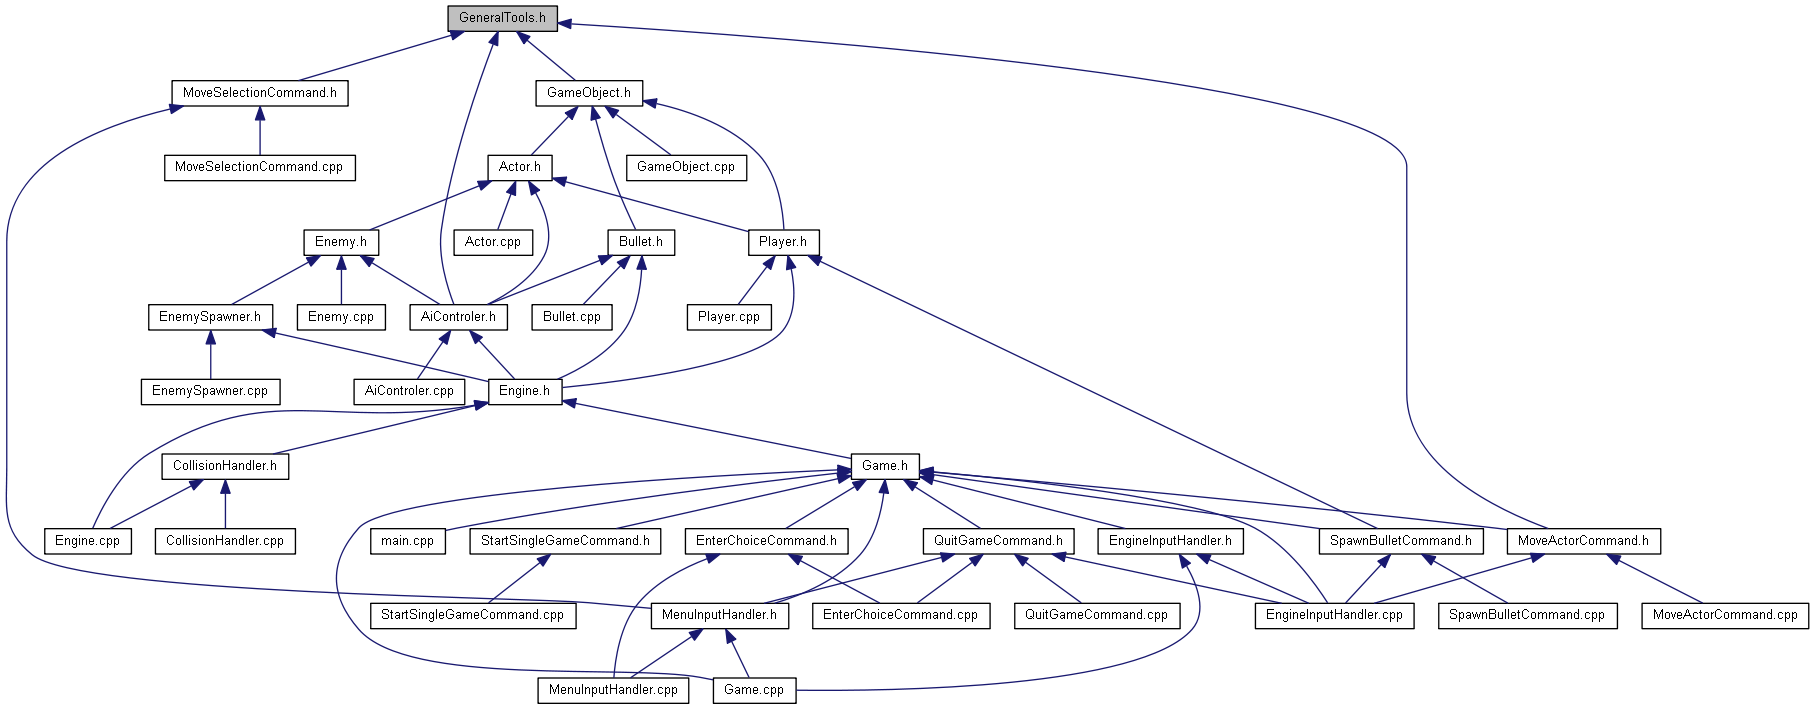 GeneralTools.h
MoveSelectionCommand.h
GameObject.h
MoveSelectionCommand.cpp
Actor.h
GameObject.cpp
Enemy.h
Actor.cpp
Bullet.h
Player.h
EnemySpawner.h
Enemy.cpp
AiControler.h
Bullet.cpp
Player.cpp
EnemySpawner.cpp
AiControler.cpp
Engine.h
CollisionHandler.h
Game.h
Engine.cpp
CollisionHandler.cpp
main.cpp
StartSingleGameCommand.h
EnterChoiceCommand.h
QuitGameCommand.h
EngineInputHandler.h
SpawnBulletCommand.h
MoveActorCommand.h
StartSingleGameCommand.cpp
MenuInputHandler.h
EnterChoiceCommand.cpp
QuitGameCommand.cpp
EngineInputHandler.cpp
SpawnBulletCommand.cpp
MoveActorCommand.cpp
MenuInputHandler.cpp
Game.cpp